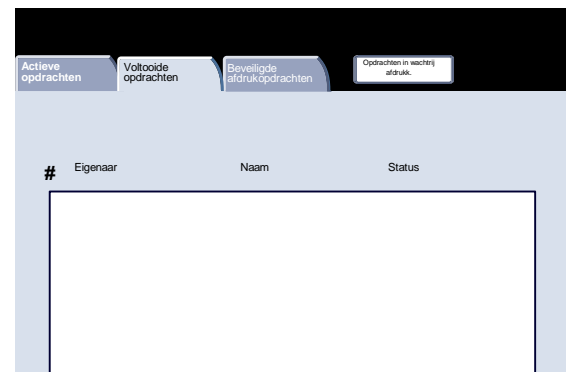 Actieve
opdrachten
Voltooide
opdrachten
Beveiligde
afdrukopdrachten
Opdrachten in wachtrij
afdrukk.
# Eigenaar Naam Status